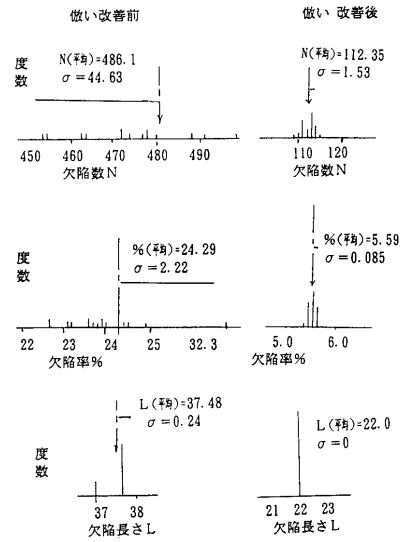 倣い改善前
倣い 改善後
度数
N(平均)=486.1
σ=44.63
450 460 470 480 490
欠陥数N
N(平均)=112.35
σ=1.53
110 120
欠陥数N
度数
%(平均)=24.29
σ=2.22
22 23 24 25 32.3
欠陥率%
%(平均)=5.59
σ=0.085
5.0 6.0
欠陥率%
度数
L(平均)=37.48
σ=0.24
37 38
欠陥長さL
L(平均)=22.0
σ=0
21 22 23
欠陥長さL